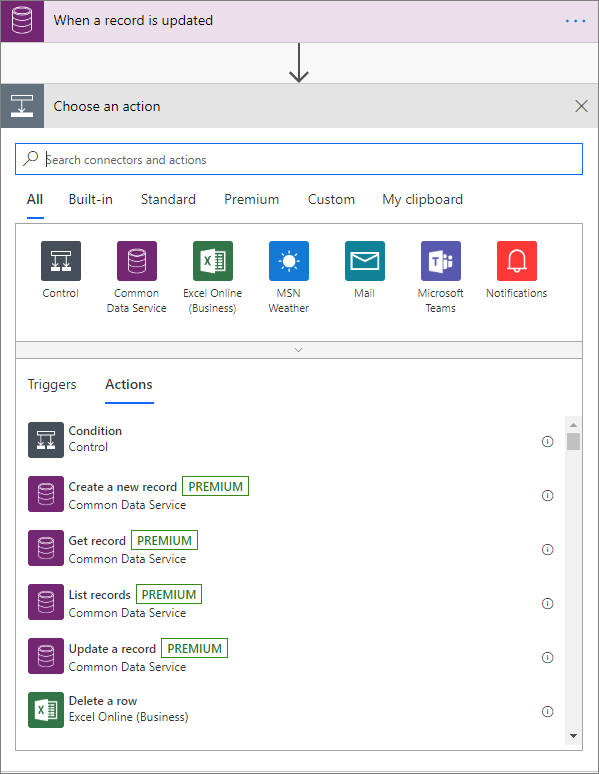 When a record is updated
Choose an action
Search connectors and actions
All Built-in Standard Premium Custom My clipboard
Control Common Excel Online MSN Mail Microsoft Notifications
Data Service (Business) Weather Teams
Triggers Actions
Condition
Control
Create a new record PREMIUM
Common Data Service
Get record PREMIUM
Common Data Service
List records PREMIUM
Common Data Service
Update a record PREMIUM
Common Data Service
Delete a row
Excel Online (Business)